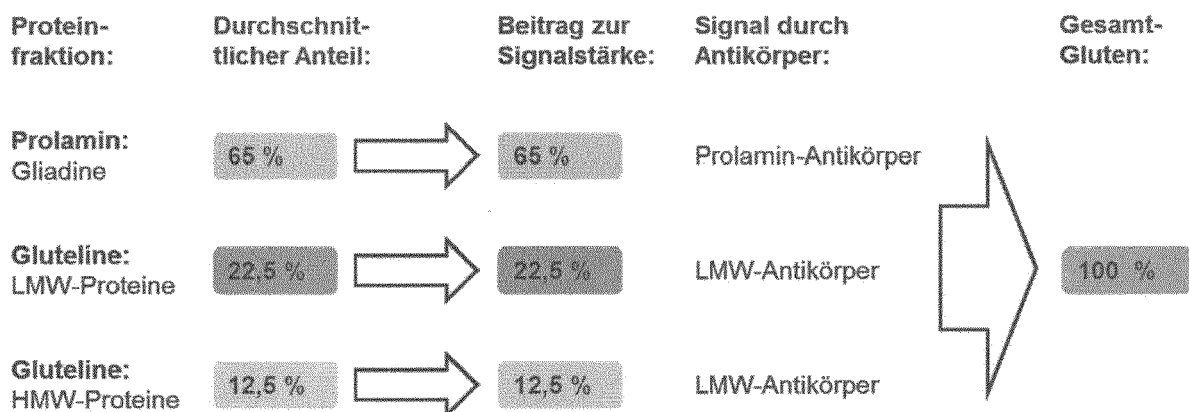 Protein- Durchschnit- Beitrag zur Signal durch Gesamt-
fraktion: tlicher Anteil: Signalstärke: Antikörper: Gluten:
Prolamin:
Gliadine
65 % 65 % Prolamin-Antikörper
Gluteline:
LMW-Proteine
22,5 % 22,5 % LMW-Antikörper 100 %
Gluteline:
HMW-Proteine
12,5 % 12,5 % LMW-Antikörper